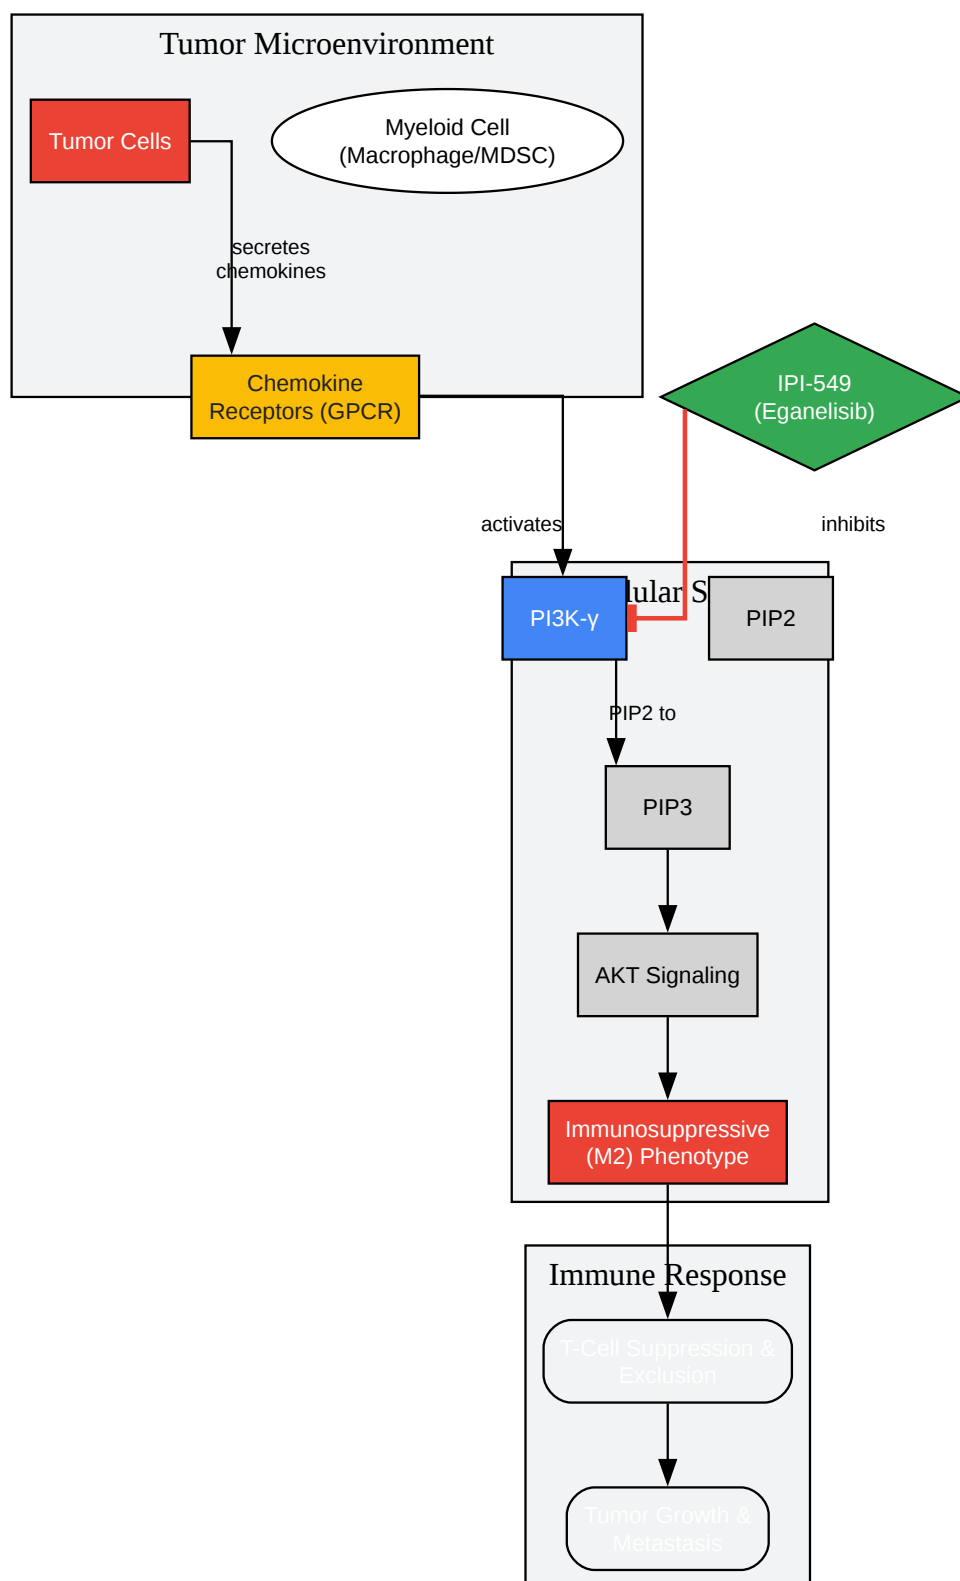 Tumor Microenvironment
Tumor Cells
Myeloid Cell
(Macrophage/MDSC)
secretes
chemokines
Chemokine
Receptors (GPCR)
IPI-549
(Eganelisib)
activates
inhibits
PI3K-γ
PIP2
PIP2 to
PIP3
AKT Signaling
Immunosuppressive
(M2) Phenotype
Immune Response
T-Cell Suppression &
Exclusion
Tumor Growth &
Metastasis